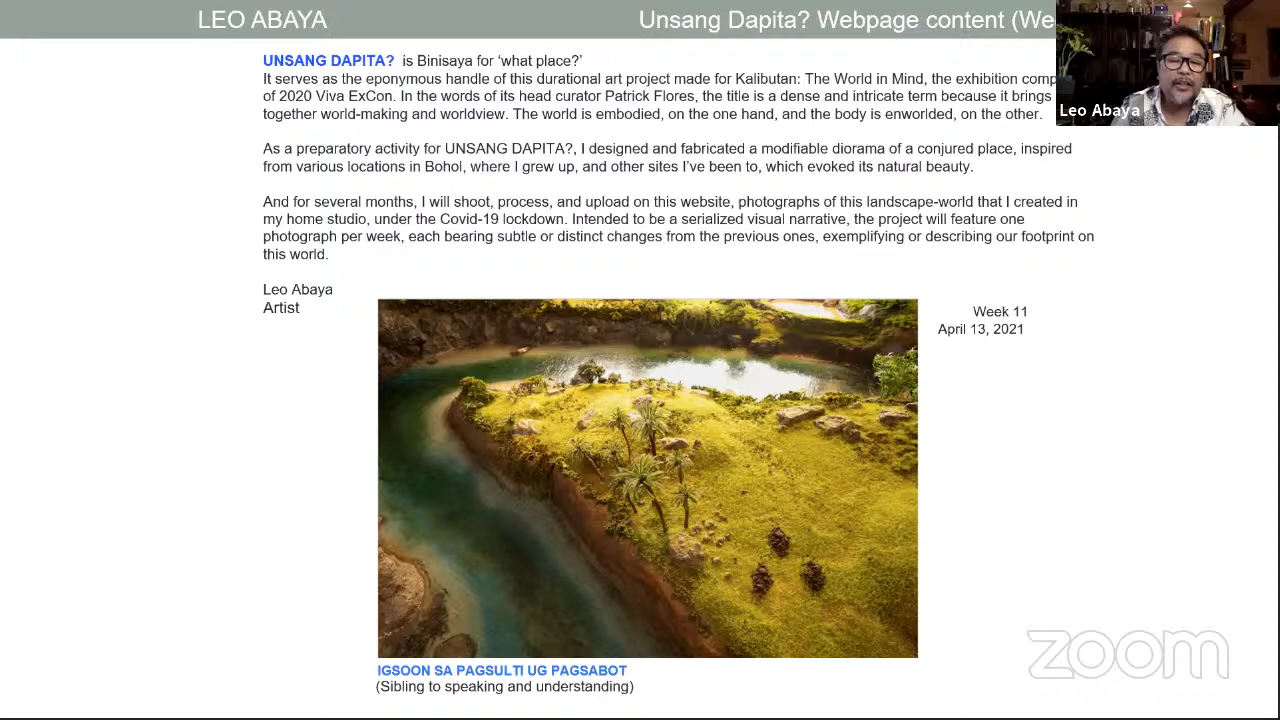 LEO ABAYA
Unsang Dapita? Webpage content (We
Leo Abaya
UNSANG DAPITA? is Binisaya for ‘what place?’
It serves as the eponymous handle of this durational art project made for Kalibutan: The World in Mind, the exhibition comp
of 2020 Viva ExCon. In the words of its head curator Patrick Flores, the title is a dense and intricate term because it brings
together world-making and worldview. The world is embodied, on the one hand, and the body is enworlded, on the other.
As a preparatory activity for UNSANG DAPITA?, I designed and fabricated a modifiable diorama of a conjured place, inspired
from various locations in Bohol, where I grew up, and other sites I’ve been to, which evoked its natural beauty.
And for several months, I will shoot, process, and upload on this website, photographs of this landscape-world that I created in
my home studio, under the Covid-19 lockdown. Intended to be a serialized visual narrative, the project will feature one
photograph per week, each bearing subtle or distinct changes from the previous ones, exemplifying or describing our footprint on
this world.
Leo Abaya
Artist
Week 11
April 13, 2021
IGSOON SA PAGSULTI UG PAGSABOT
(Sibling to speaking and understanding)
zoom